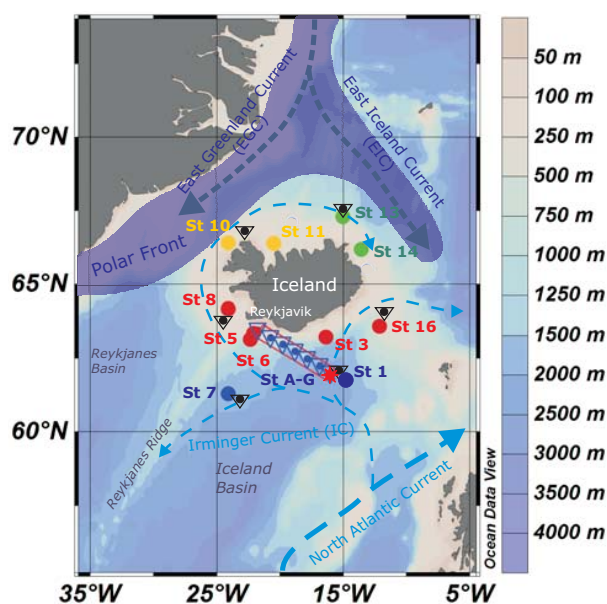 East Greenland Current
(EGC)
East Iceland Current
(EIC)
Polar Front
St 10
St 11
St 14
Iceland
Reykjavik
St 8
St 5
St 6
St 3
St 16
St A-G
St 1
St 7
Reykjanes
Basin
Reykjanes Ridge
Irminger Current (IC)
Iceland
Basin
North Atlantic Current
Ocean Data View
70°N
65°N
60°N
35°W
25°W
15°W
5°W
50 m
100 m
250 m
500 m
750 m
1000 m
1250 m
1500 m
2000 m
2500 m
3000 m
3500 m
4000 m